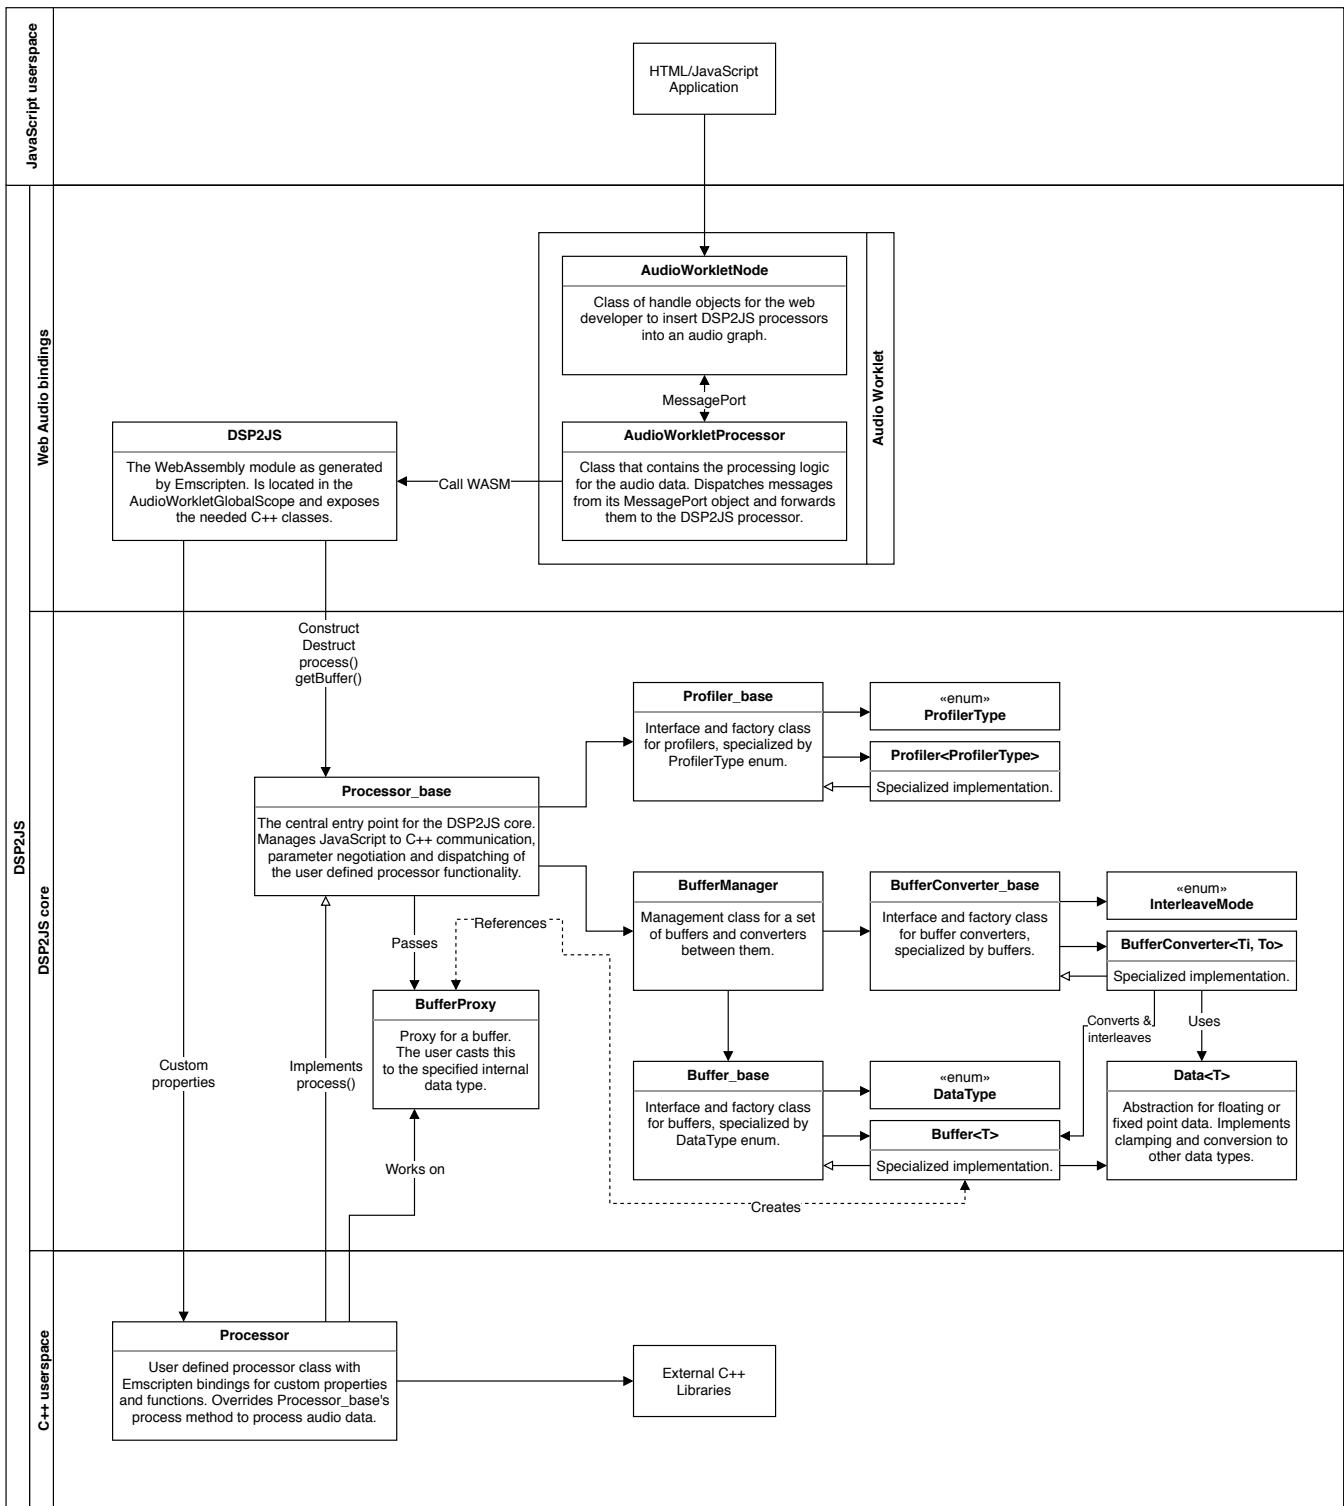 JavaScript userspace
HTML/JavaScript
Application
DSP2JS
Web Audio bindings
Audio Worklet
AudioWorkletNode
Class of handle objects for the web
developer to insert DSP2JS processors
into an audio graph.
MessagePort
DSP2JS
The WebAssembly module as generated
by Emscripten. Is located in the
AudioWorkletGlobalScope and exposes
the needed C++ classes.
Call WASM
AudioWorkletProcessor
Class that contains the processing logic
for the audio data. Dispatches messages
from its MessagePort object and forwards
them to the DSP2JS processor.
DSP2JS core
Construct
Destruct
process()
getBuffer()
Profiler_base
Interface and factory class
for profilers, specialized by
ProfilerType enum.
«enum»
ProfilerType
Profiler<ProfilerType>
Specialized implementation.
Processor_base
The central entry point for the DSP2JS core.
Manages JavaScript to C++ communication,
parameter negotiation and dispatching of
the user defined processor functionality.
BufferManager
Management class for a set
of buffers and converters
between them.
BufferConverter_base
Interface and factory class
for buffer converters,
specialized by buffers.
«enum»
InterleaveMode
BufferConverter<Ti, To>
Specialized implementation.
Passes
References
BufferProxy
Proxy for a buffer.
The user casts this
to the specified internal
data type.
Converts &
interleaves
Uses
Custom
properties
Implements
process()
Buffer_base
Interface and factory class
for buffers, specialized by
DataType enum.
«enum»
DataType
Buffer<T>
Specialized implementation.
Data<T>
Abstraction for floating or
fixed point data. Implements
clamping and conversion to
other data types.
Works on
Creates
C++ userspace
Processor
User defined processor class with
Emscripten bindings for custom properties
and functions. Overrides Processor_base's
process method to process audio data.
External C++
Libraries